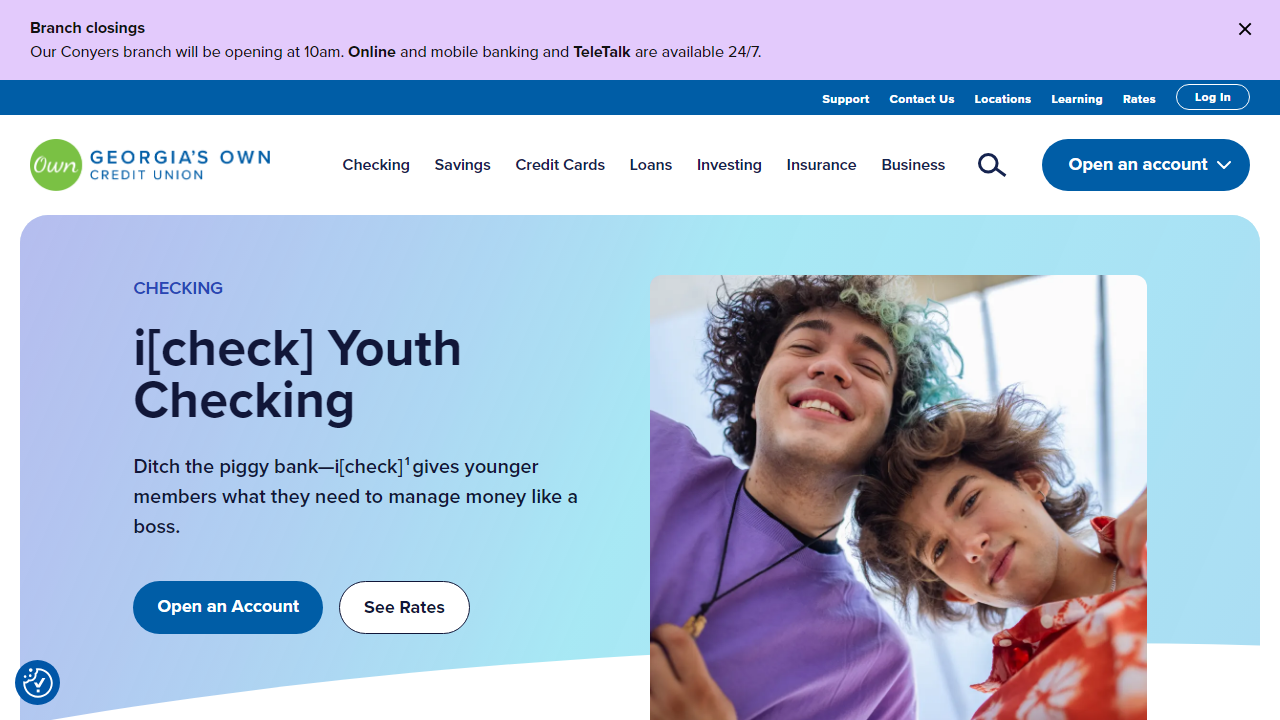 Branch closings
Our Conyers branch will be opening at 10am. Online and mobile banking and TeleTalk are available 24/7.
Support Contact Us Locations Learning Rates Log In
Own GEORGIA'S OWN
CREDIT UNION
Checking Savings Credit Cards Loans Investing Insurance Business
Open an account
CHECKING
i[check] Youth
Checking
Ditch the piggy bank—i[check]¹ gives younger
members what they need to manage money like a
boss.
Open an Account See Rates